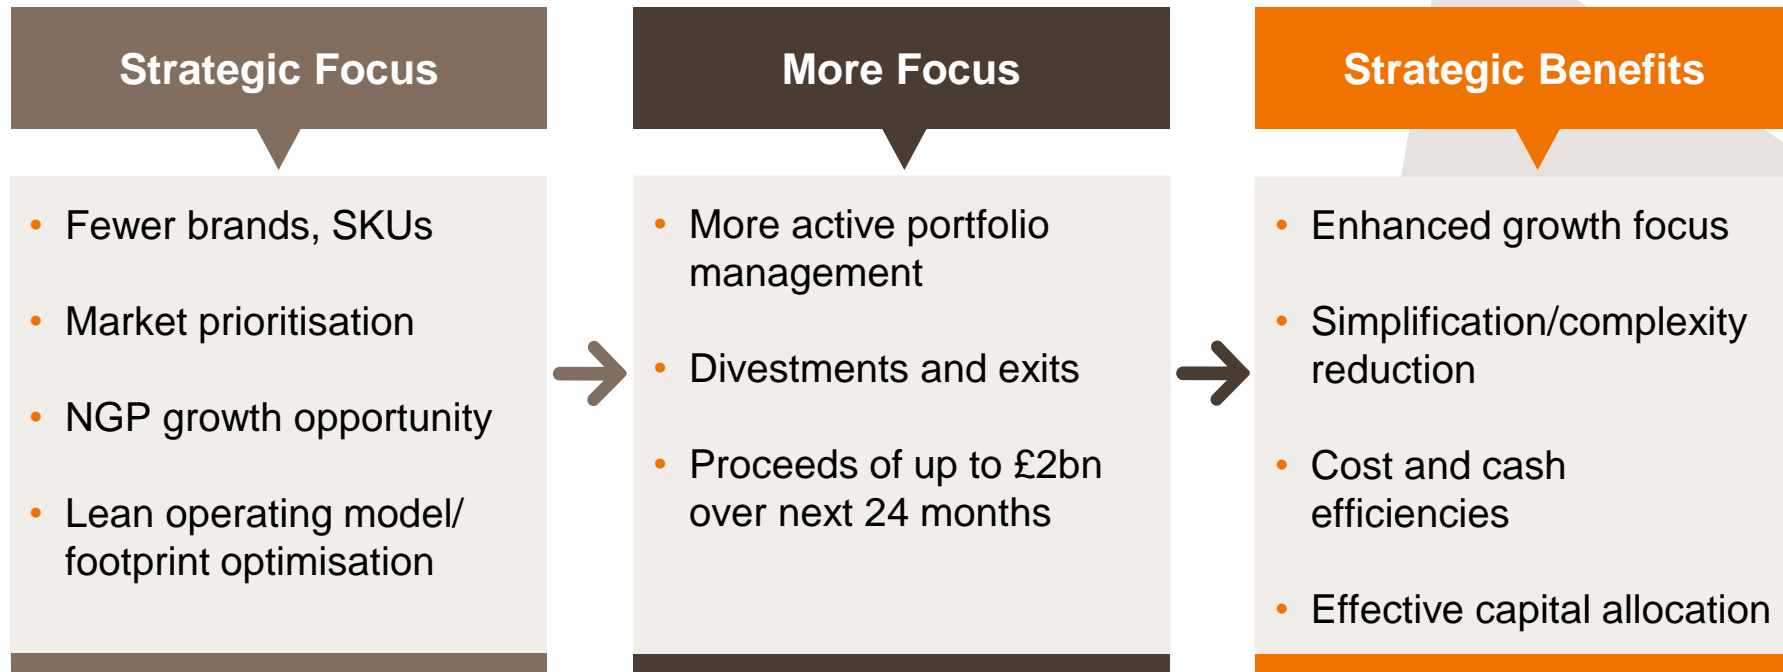 Strategic Focus
• Fewer brands, SKUs
• Market prioritisation
• NGP growth opportunity
• Lean operating model/
footprint optimisation
More Focus
• More active portfolio
management
• Divestments and exits
• Proceeds of up to £2bn
over next 24 months
Strategic Benefits
• Enhanced growth focus
• Simplification/complexity
reduction
• Cost and cash
efficiencies
• Effective capital allocation